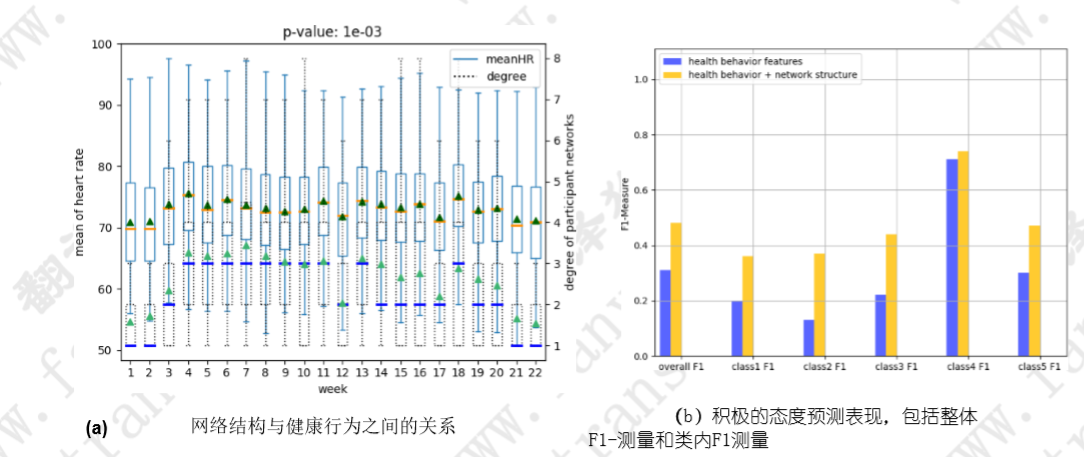 p-value: 1e-03
meanHR
degree
100
90
80
70
60
50
mean of heart rate
8
7
6
5
4
3
2
1
degree of participant networks
1 2 3 4 5 6 7 8 9 10 11 12 13 14 15 16 17 18 19 20 21 22
week
(a) 网络结构与健康行为之间的关系
health behavior features
health behavior + network structure
1.0
0.8
0.6
0.4
0.2
0.0
F1-Measure
overall F1 class1 F1 class2 F1 class3 F1 class4 F1 class5 F1
（b）积极的态度预测表现，包括整体
F1-测量和类内F1测量